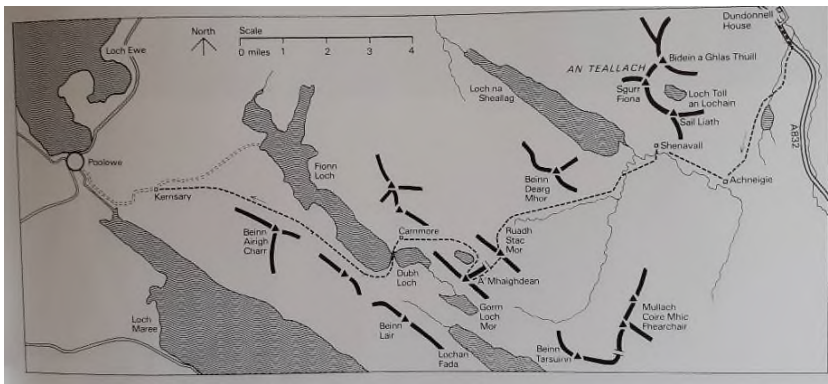 Loch Ewe
North
Scale
0 miles 1 2 3 4
Dundonnell
House
Bidein a Ghlas Thuill
AN TEALLACH
Sgurr
Fiona
Loch Toll
an Lochain
Sail Liath
A832
Loch na
Sheallag
Shenavall
Achneigie
Poolewe
Kernsary
Fionn
Loch
Beinn
Dearg
Mhor
Beinn
Airigh
Charr
Carnmore
Ruadh
Stac
Mor
Dubh
Loch
A' Mhaighdean
Gorm
Loch
Mor
Loch
Maree
Beinn
Lair
Lochan
Fada
Beinn
Tarsuinn
Mullach
Coire Mhic
Fhearchair